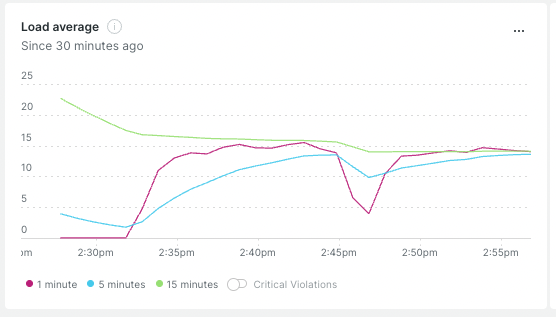 Load average
Since 30 minutes ago
25
20
15
10
5
0
pm 2:30pm 2:35pm 2:40pm 2:45pm 2:50pm 2:55pm
1 minute 5 minutes 15 minutes Critical Violations